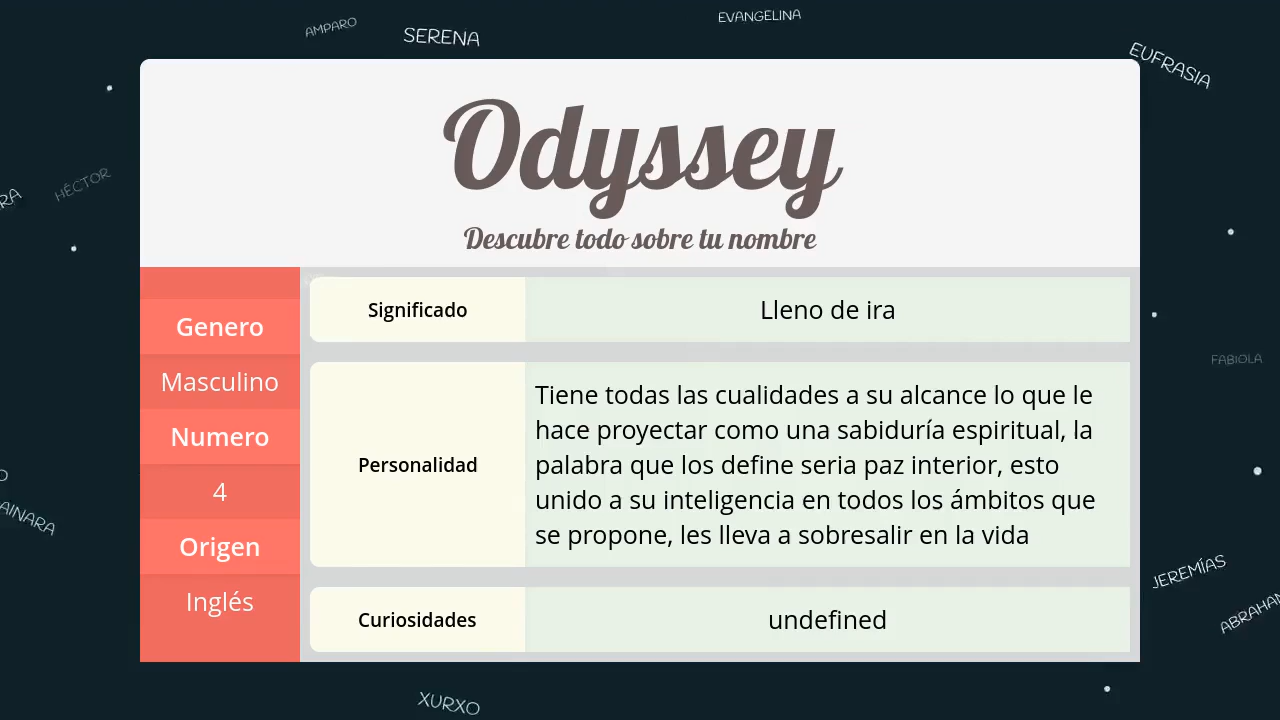 AMPARO
SERENA
EVANGELINA
EUFRASIA
Odyssey
Descubre todo sobre tu nombre
HÉCTOR
RA
Genero
Masculino
Numero
4
Origen
Inglés
Significado
Lleno de ira
Personalidad
Tiene todas las cualidades a su alcance lo que le
hace proyectar como una sabiduría espiritual, la
palabra que los define seria paz interior, esto
unido a su inteligencia en todos los ámbitos que
se propone, les lleva a sobresalir en la vida
Curiosidades
undefined
FABIOLA
O
AINARA
JEREMÍAS
ABRAHAN
XURXO